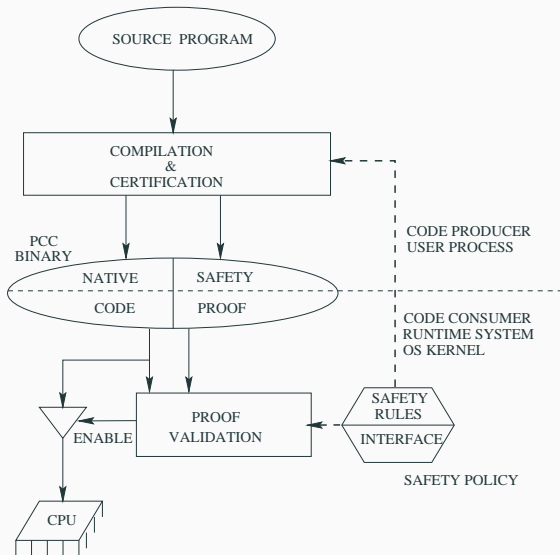 SOURCE PROGRAM
COMPILATION
&
CERTIFICATION
PCC
BINARY
NATIVE
CODE
SAFETY
PROOF
CODE PRODUCER
USER PROCESS
CODE CONSUMER
RUNTIME SYSTEM
OS KERNEL
PROOF
VALIDATION
ENABLE
SAFETY
RULES
INTERFACE
SAFETY POLICY
CPU